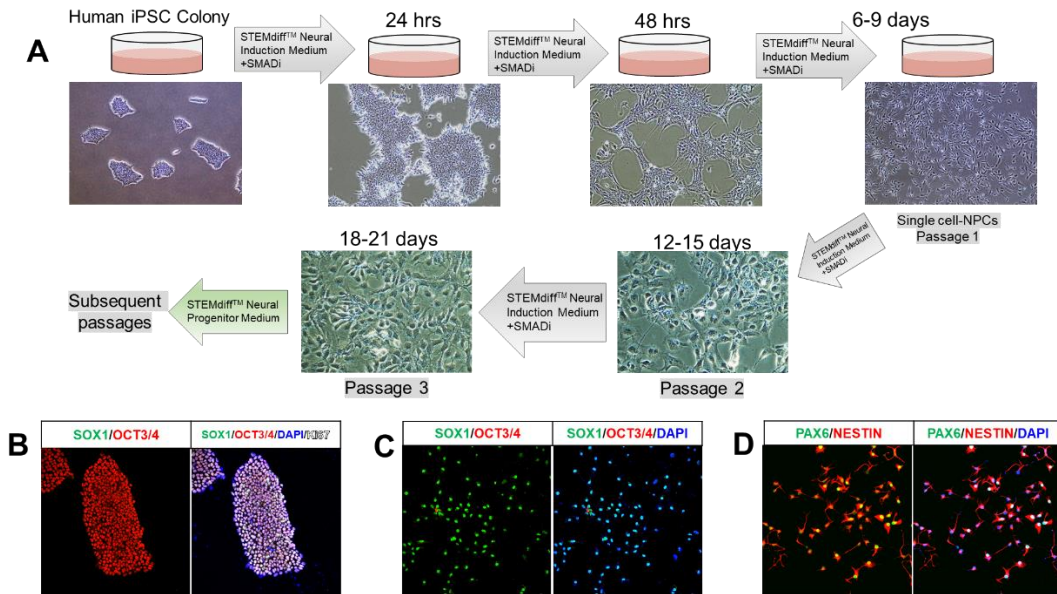 A
Human iPSC Colony
STEMdiff™ Neural
Induction Medium
+SMADi
24 hrs
STEMdiff™ Neural
Induction Medium
+SMADi
48 hrs
STEMdiff™ Neural
Induction Medium
+SMADi
6-9 days
Single cell-NPCs
Passage 1
STEMdiff™ Neural
Induction Medium
+SMADi
12-15 days
Passage 2
STEMdiff™ Neural
Induction Medium
+SMADi
18-21 days
Passage 3
STEMdiff™ Neural
Progenitor Medium
Subsequent
passages
B
SOX1/OCT3/4
SOX1/OCT3/4/DAPI/
C
SOX1/OCT3/4
SOX1/OCT3/4/DAPI
D
PAX6/NESTIN
PAX6/NESTIN/DAPI